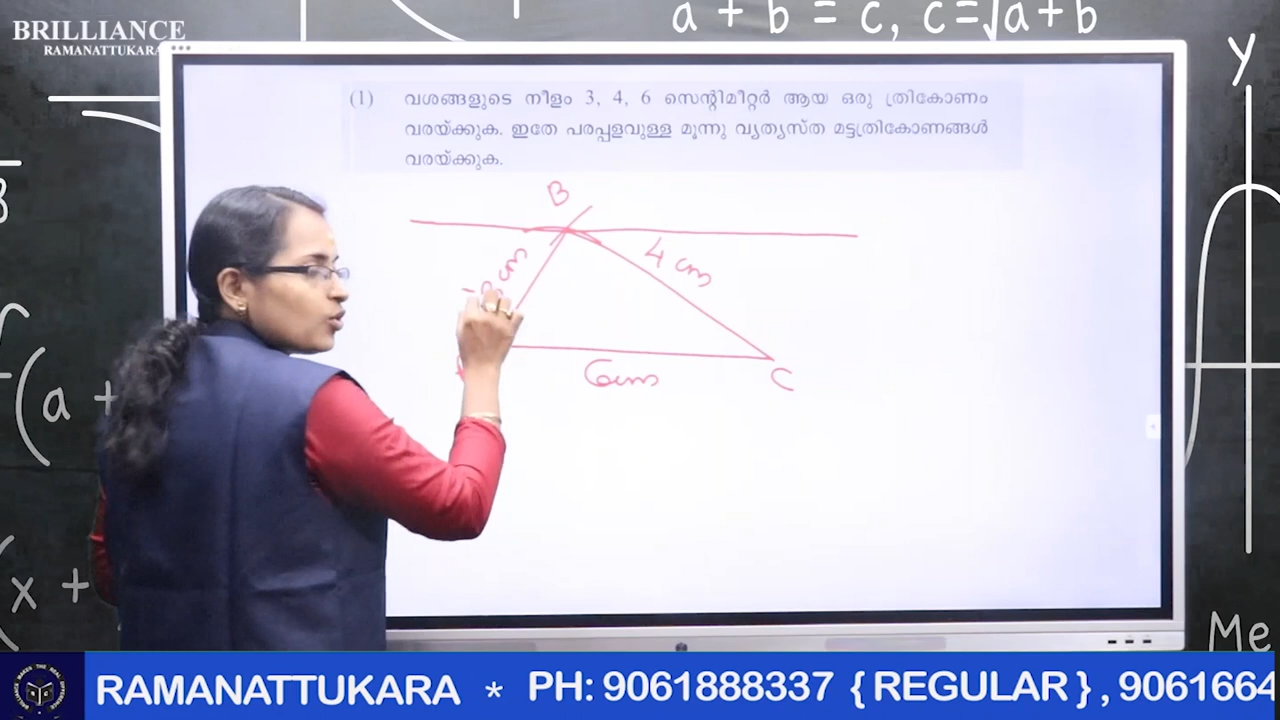 BRILLIANCE
RAMANATTUKARA
a + b = c, c=√a+b
y
(1) വശങ്ങളുടെ നീളം 3, 4, 6 സെന്റിമീറ്റർ ആയ ഒരു ത്രികോണം
വരയ്ക്കുക. ഇതേ പരപ്പളവുള്ള മൂന്നു വ്യത്യസ്ത മട്ടത്രികോണങ്ങൾ
വരയ്ക്കുക.
B
cm
4 cm
6cm
C
(a +
x +
Me
RAMANATTUKARA * PH: 9061888337 { REGULAR } , 9061664